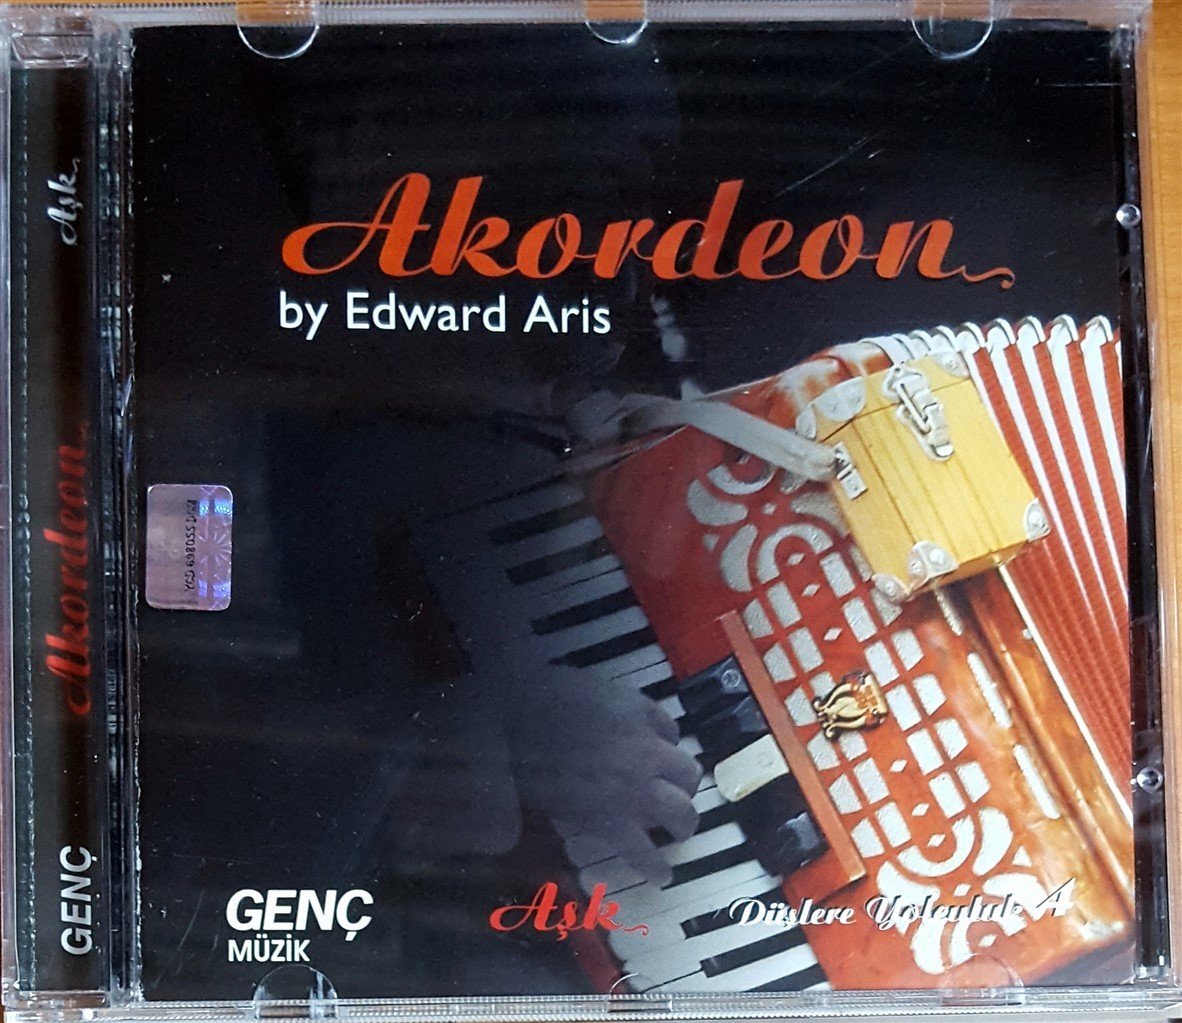 Akordeon
by Edward Aris
GENÇ
MÜZİK
Aşk
Düşlere Yolculuk 4
Aşk
Akordeon
GENÇ